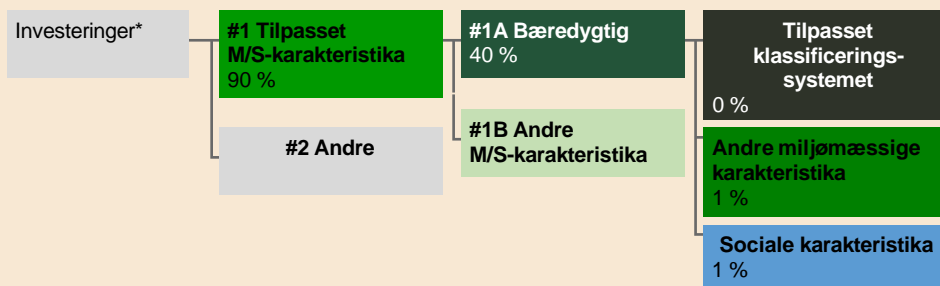 Investeringer*
#1 Tilpasset
M/S-karakteristika
90 %
#2 Andre
#1A Bæredygtig
40 %
#1B Andre
M/S-karakteristika
Tilpasset
klassificerings-
systemet
0 %
Andre miljømæssige
karakteristika
1 %
Sociale karakteristika
1 %